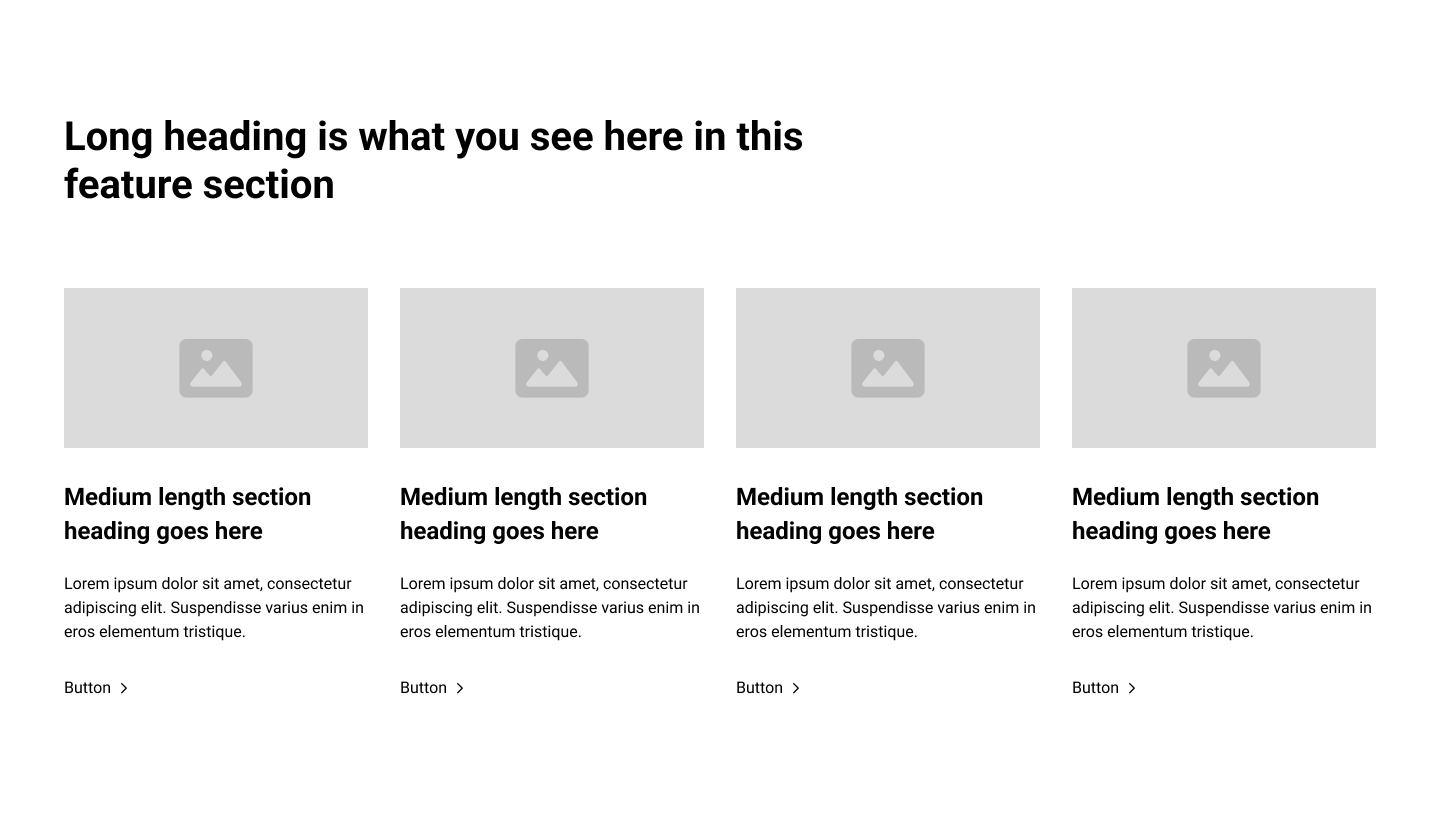 Long heading is what you see here in this
feature section
Medium length section
heading goes here
Lorem ipsum dolor sit amet, consectetur
adipiscing elit. Suspendisse varius enim in
eros elementum tristique.
Button
Medium length section
heading goes here
Lorem ipsum dolor sit amet, consectetur
adipiscing elit. Suspendisse varius enim in
eros elementum tristique.
Button
Medium length section
heading goes here
Lorem ipsum dolor sit amet, consectetur
adipiscing elit. Suspendisse varius enim in
eros elementum tristique.
Button
Medium length section
heading goes here
Lorem ipsum dolor sit amet, consectetur
adipiscing elit. Suspendisse varius enim in
eros elementum tristique.
Button